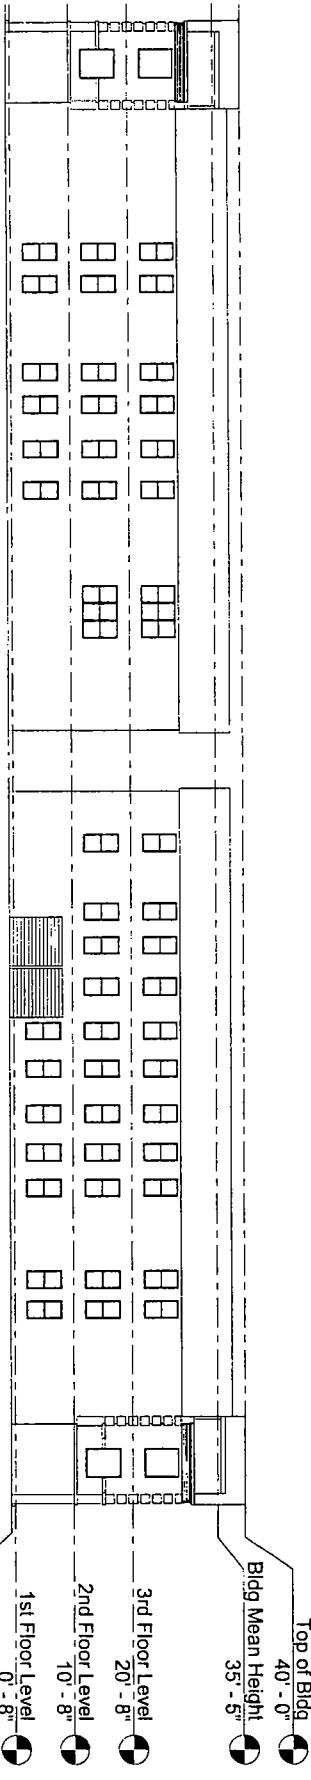 Top of Bldg
40' - 0"
Bldg Mean Height
35' - 5"
3rd Floor Level
20' - 8"
2nd Floor Level
10' - 8"
1st Floor Level
0' - 8"